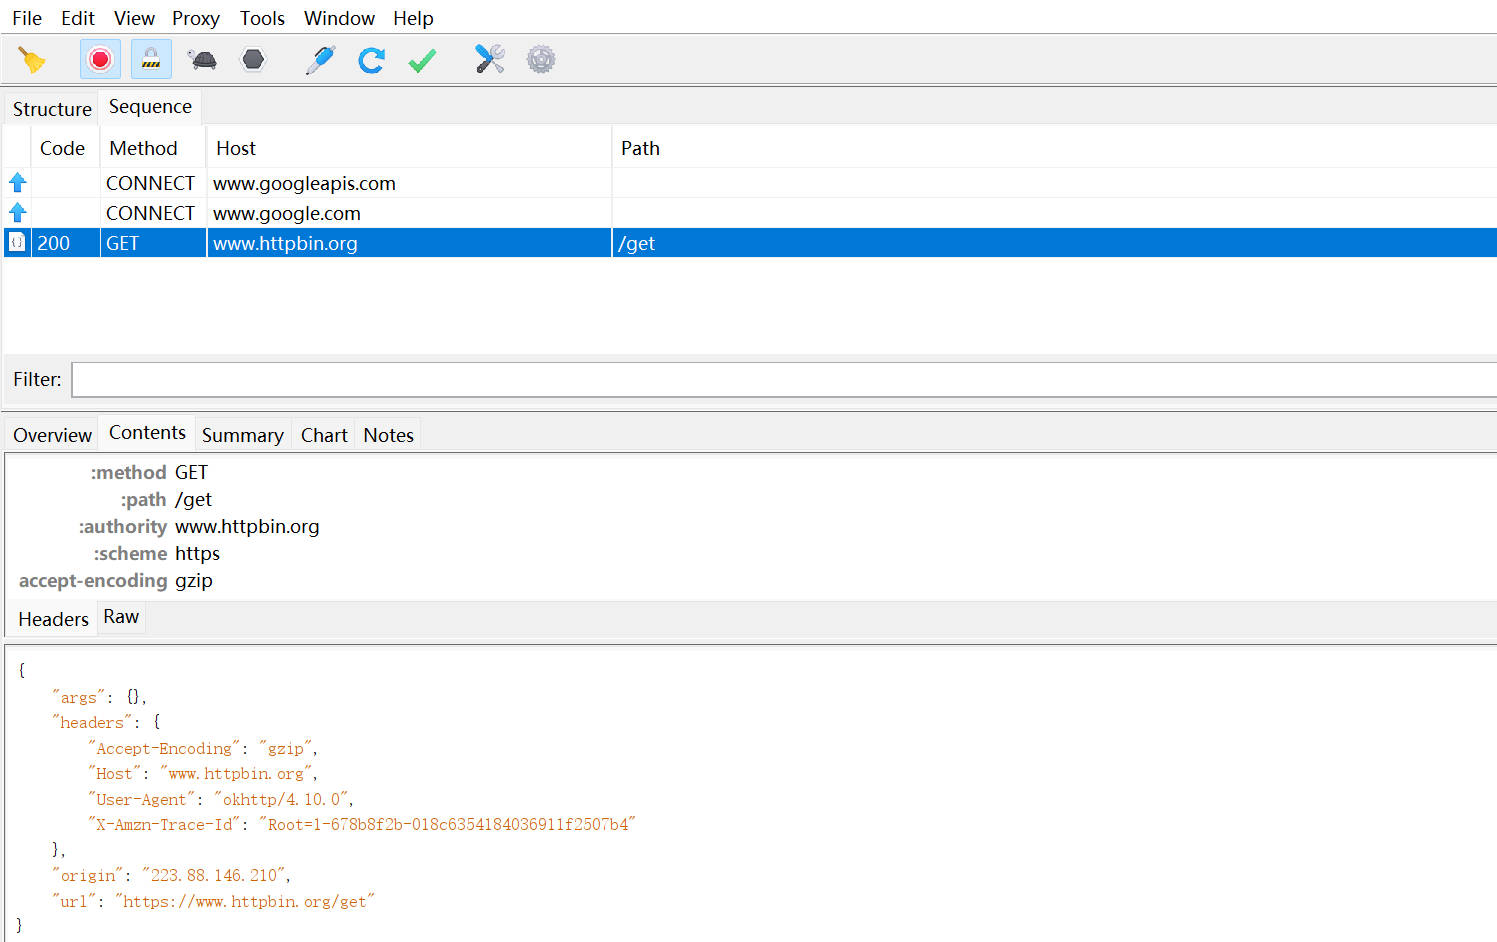 File Edit View Proxy Tools Window Help
Structure Sequence
Code Method Host Path
CONNECT www.googleapis.com
CONNECT www.google.com
{} 200 GET www.httpbin.org /get
Filter:
Overview Contents Summary Chart Notes
:method GET
:path /get
:authority www.httpbin.org
:scheme https
accept-encoding gzip
Headers Raw
{
"args": {},
"headers": {
"Accept-Encoding": "gzip",
"Host": "www.httpbin.org",
"User-Agent": "okhttp/4.10.0",
"X-Amzn-Trace-Id": "Root=1-678b8f2b-018c6354184036911f2507b4"
},
"origin": "223.88.146.210",
"url": "https://www.httpbin.org/get"
}